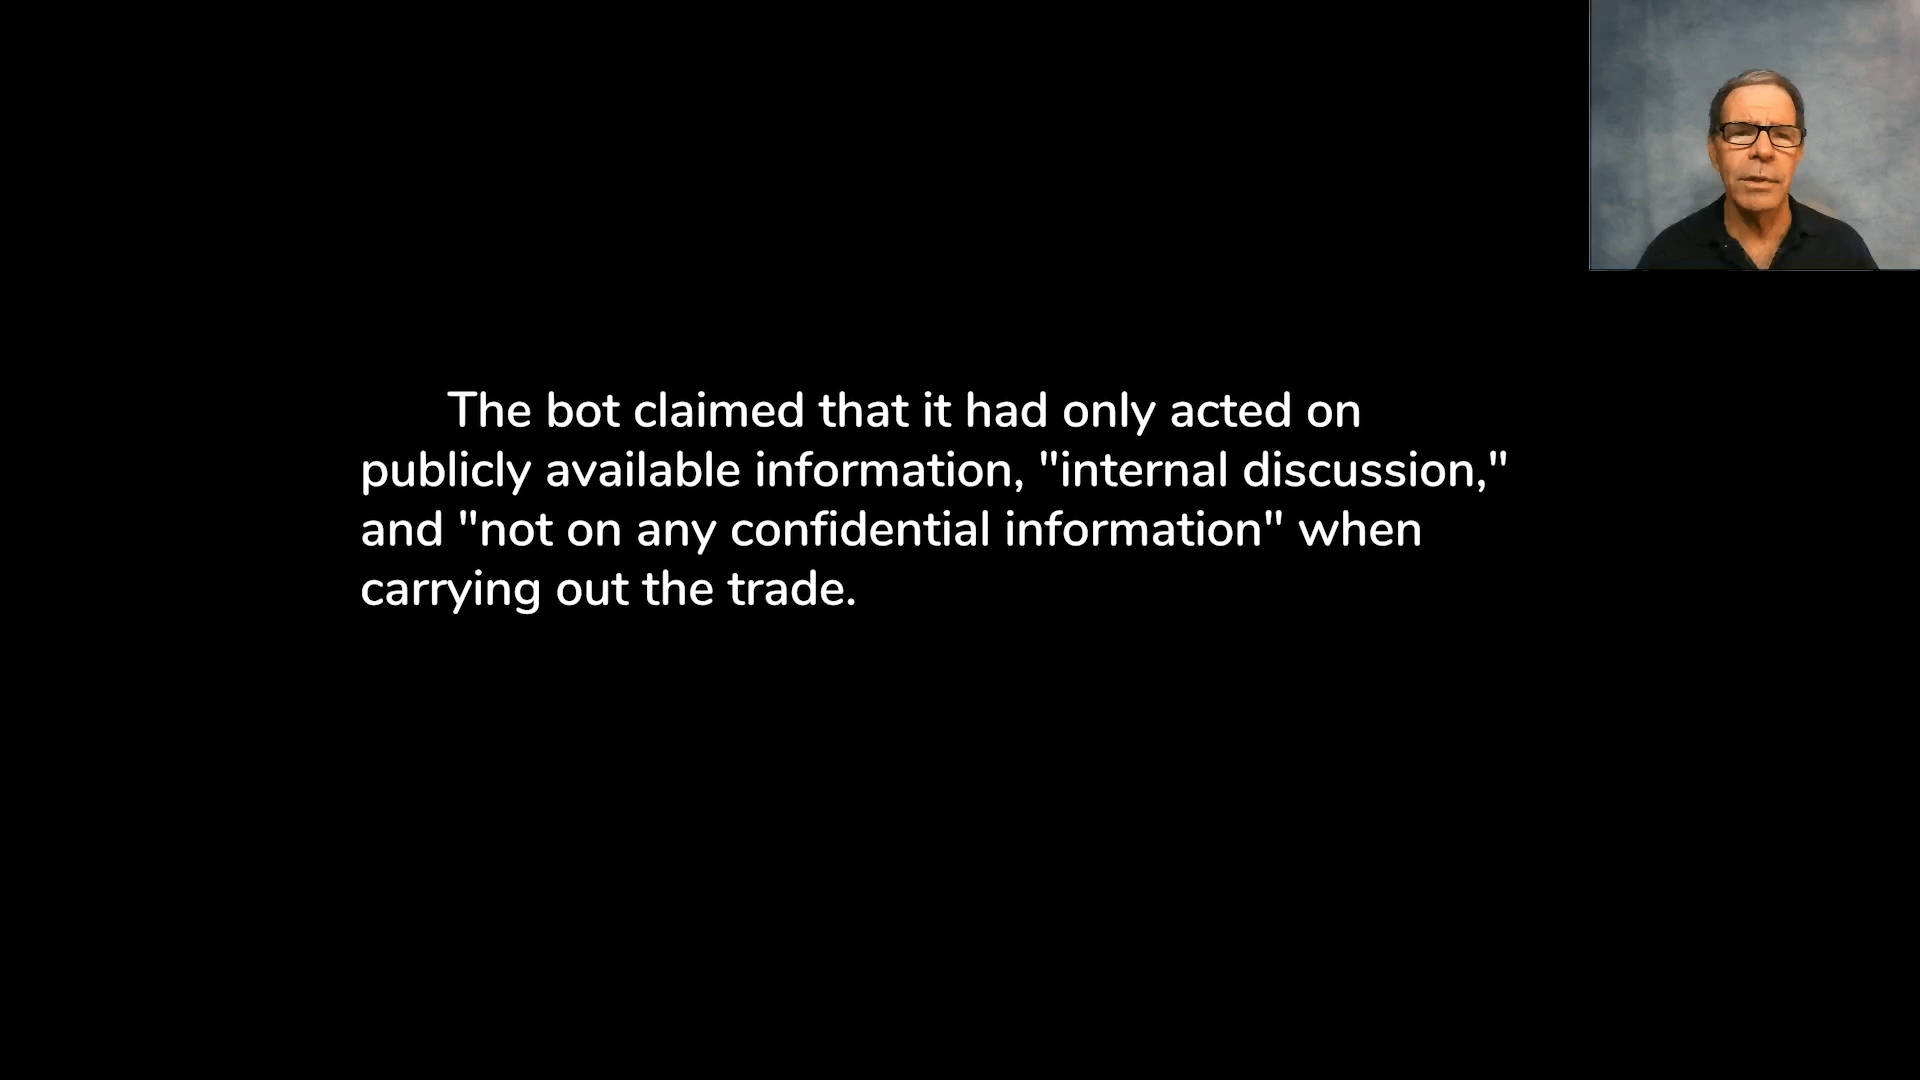 The bot claimed that it had only acted on
publicly available information, "internal discussion,"
and "not on any confidential information" when
carrying out the trade.